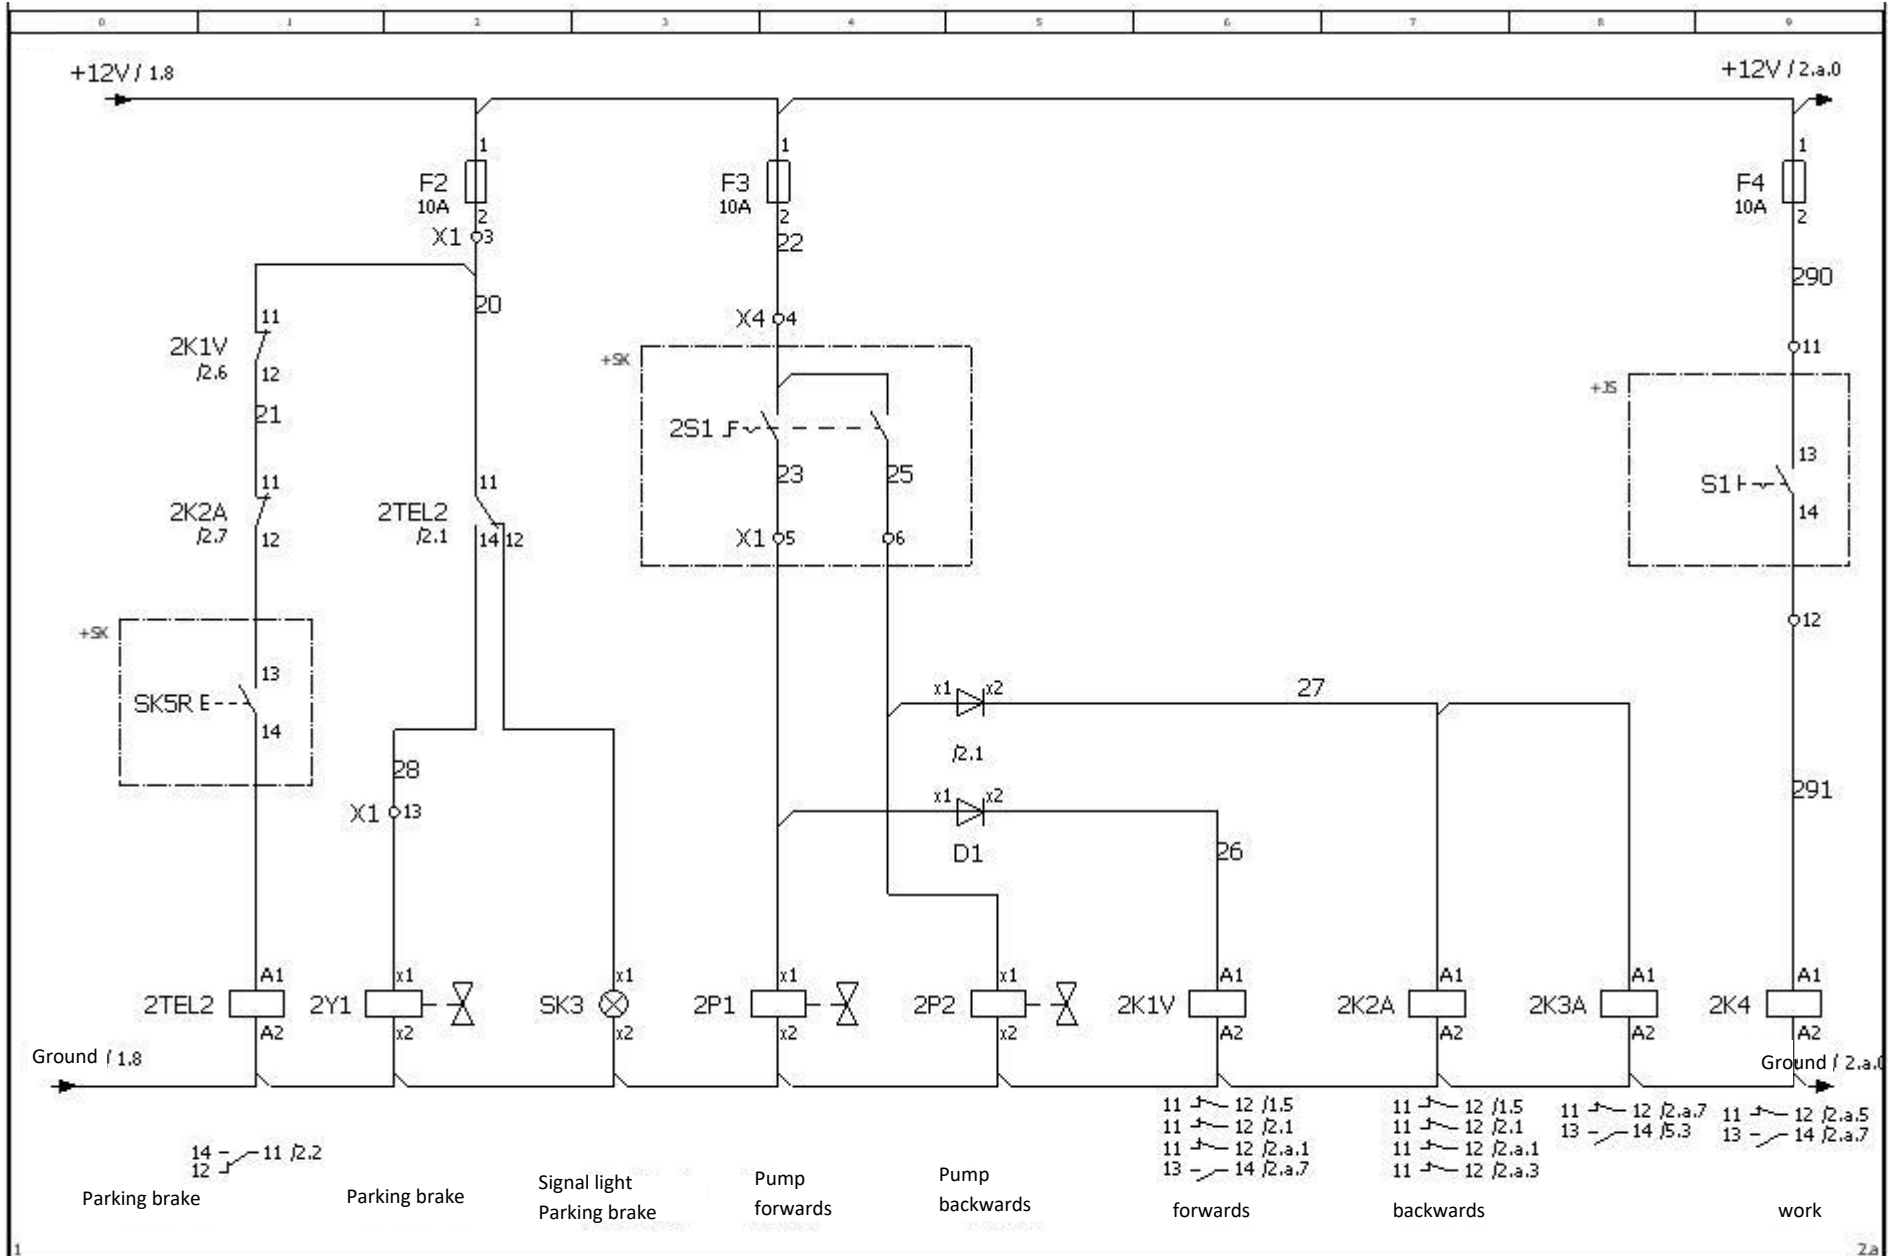 0 1 2 3 4 5 6 7 8 9
+12V / 1.8
+12V / 2.a.0
1 1 1
F2 F3 F4
10A 10A 10A
2 2 2
X1 3
22
290
20
11
X4 4
11
2K1V
/2.6
12
+SK
+JS
21
2S1
13
23 25
11 11
S1
2K2A
/2.7
12
2TEL2
/2.1
14 12
14
X1 5 6
12
+SK
13
SK5R E
14
x1 x2
27
/2.1
28
291
X1 13
x1 x2
D1
26
A1 x1 x1 x1 x1 A1 A1 A1 A1
2TEL2 2Y1 SK3 2P1 2P2 2K1V 2K2A 2K3A 2K4
A2 x2 x2 x2 x2 A2 A2 A2 A2
Ground / 1.8
Ground / 2.a.0
11 12 /1.5
11 12 /2.1
11 12 /2.a.1
13 14 /2.a.7
11 12 /1.5
11 12 /2.1
11 12 /2.a.1
11 12 /2.a.3
11 12 /2.a.7
13 14 /5.3
11 12 /2.a.5
13 14 /2.a.7
14 11 /2.2
12
Parking brake
Parking brake
Signal light
Parking brake
Pump
forwards
Pump
backwards
forwards
backwards
work
1
2.a